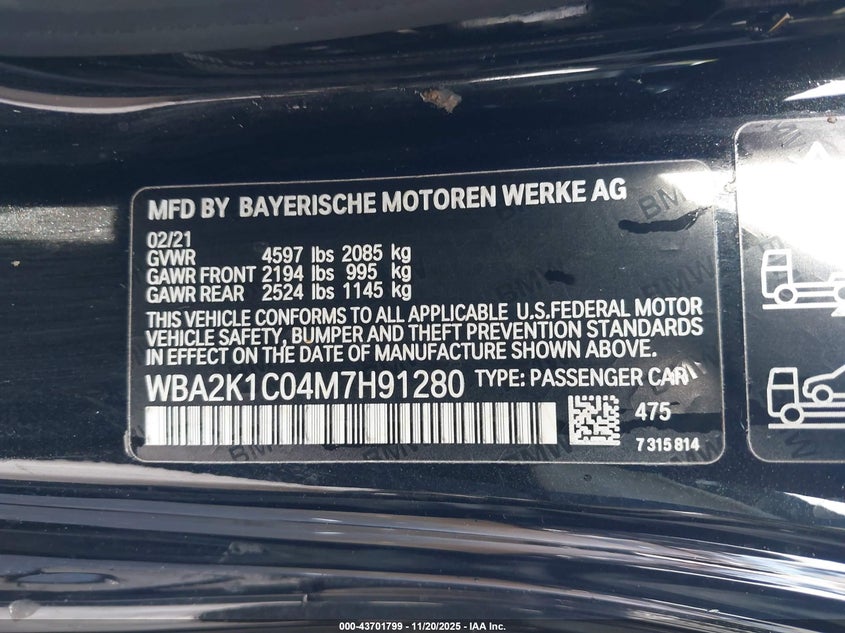 MFD BY BAYERISCHE MOTOREN WERKE AG
02/21
GVWR 4597 lbs 2085 kg
GAWR FRONT 2194 lbs 995 kg
GAWR REAR 2524 lbs 1145 kg
THIS VEHICLE CONFORMS TO ALL APPLICABLE U.S.FEDERAL MOTOR
VEHICLE SAFETY, BUMPER AND THEFT PREVENTION STANDARDS
IN EFFECT ON THE DATE OF MANUFACTURE SHOWN ABOVE.
WBA2K1C04M7H91280 TYPE: PASSENGER CAR
475
7 315 814
000-43701799 - 11/20/2025 - IAA Inc.